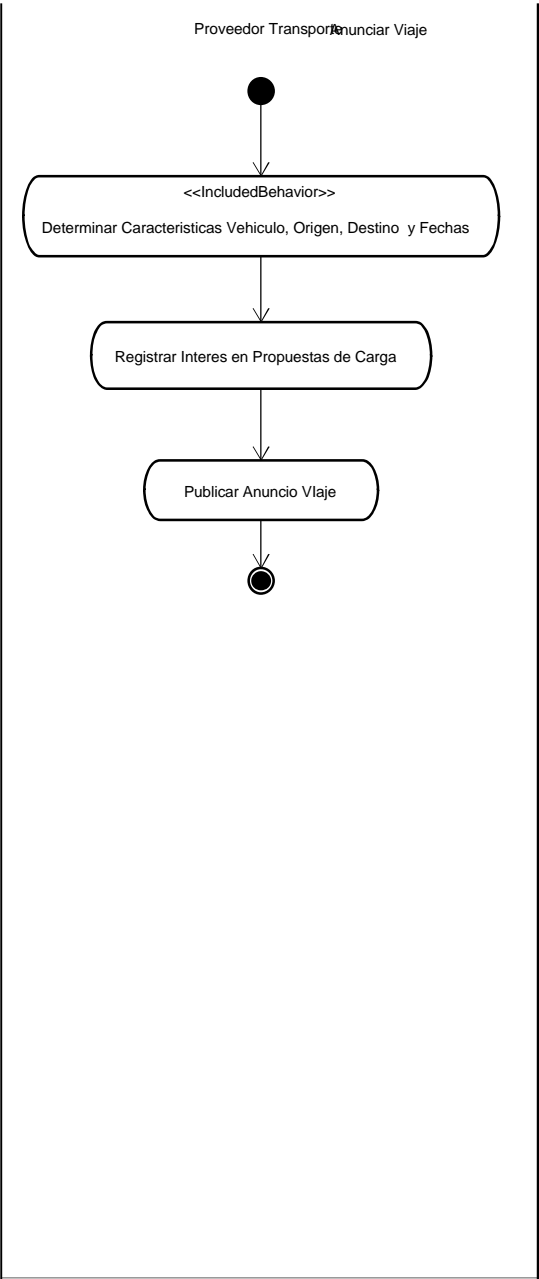 Proveedor Transporte
Anunciar Viaje
<<IncludedBehavior>>
Determinar Caracteristicas Vehiculo, Origen, Destino y Fechas
Registrar Interes en Propuestas de Carga
Publicar Anuncio VIaje